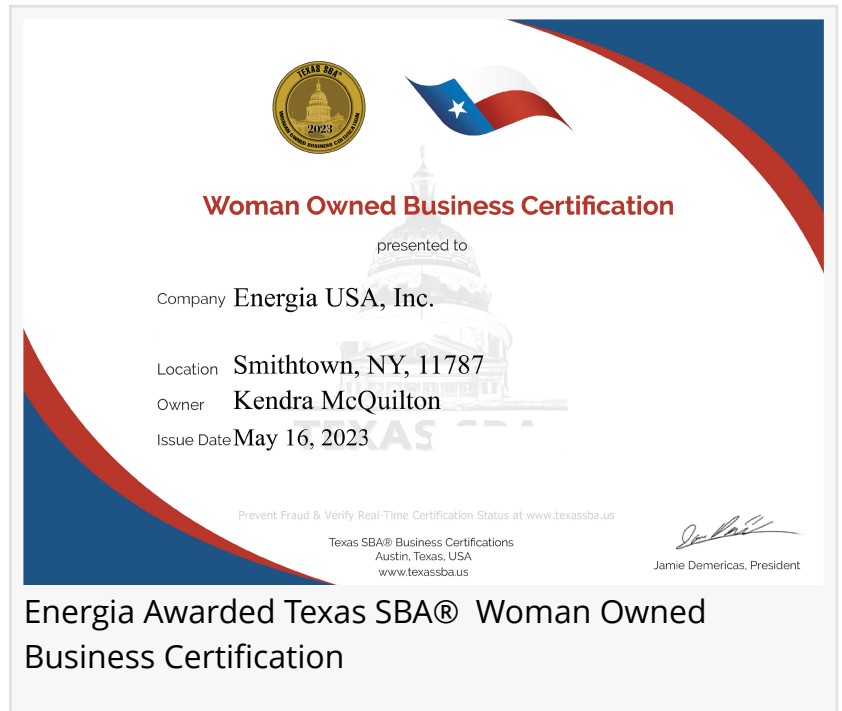 TEXAS SBA®
2023
WOMAN OWNED BUSINESS CERTIFICATION
Woman Owned Business Certification
presented to
Company Energia USA, Inc.
Location Smithtown, NY, 11787
Owner Kendra McQuilton
Issue Date May 16, 2023
TEXAS SBA
Prevent Fraud & Verify Real-Time Certification Status at www.texassba.us
Texas SBA® Business Certifications
Austin, Texas, USA
www.texassba.us
Jamie Demericas, President
Energia Awarded Texas SBA® Woman Owned
Business Certification